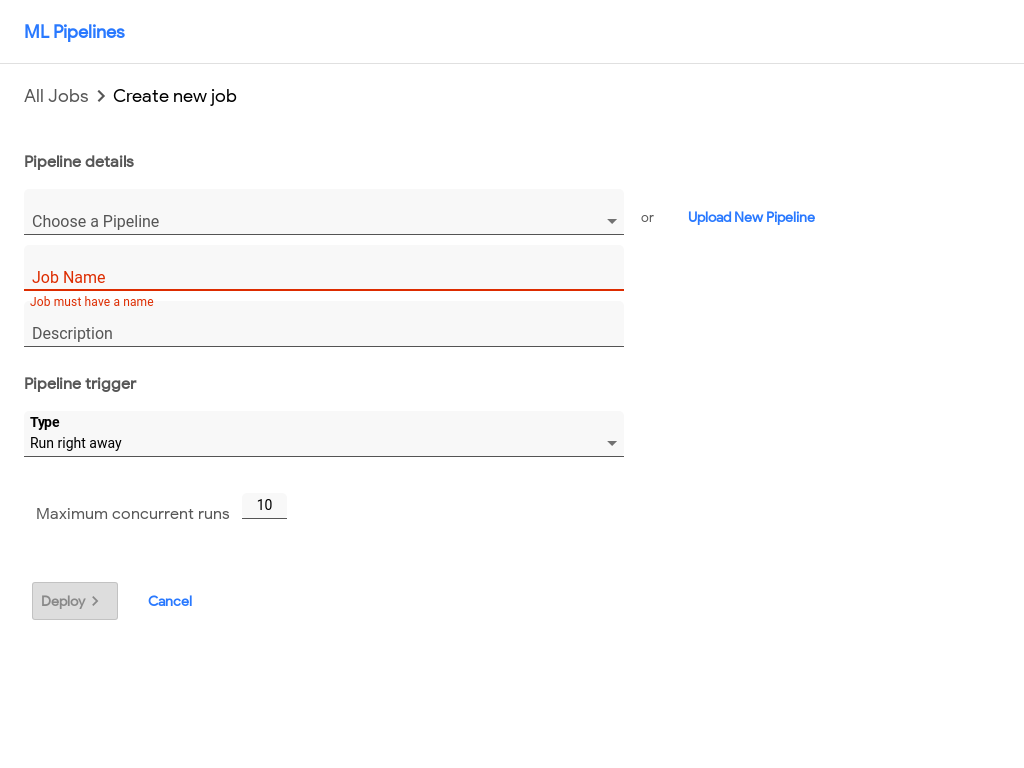 ML Pipelines
All Jobs > Create new job
Pipeline details
Choose a Pipeline or Upload New Pipeline
Job Name
Job must have a name
Description
Pipeline trigger
Type
Run right away
Maximum concurrent runs 10
Deploy > Cancel